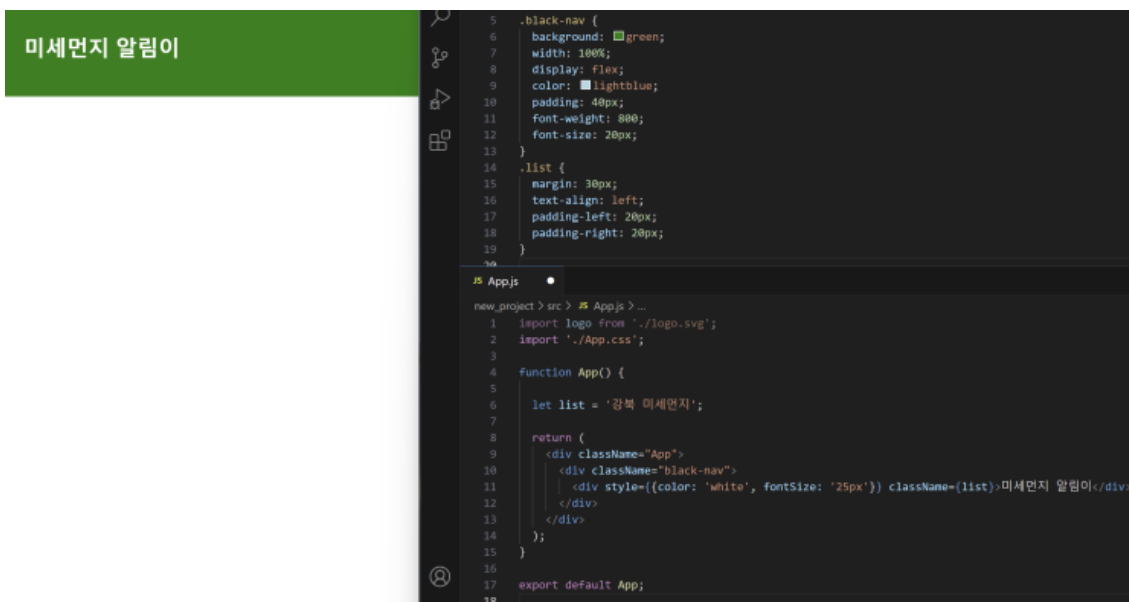 미세먼지 알림이
5 .black-nav {
6 background: green;
7 width: 100%;
8 display: flex;
9 color: lightblue;
10 padding: 40px;
11 font-weight: 800;
12 font-size: 20px;
13 }
14 .list {
15 margin: 30px;
16 text-align: left;
17 padding-left: 20px;
18 padding-right: 20px;
19 }
20
JS App.js
new_project > src > JS App.js > ...
1 import logo from './logo.svg';
2 import './App.css';
3
4 function App() {
5
6 let list = '강북 미세먼지';
7
8 return (
9 <div className="App">
10 <div className="black-nav">
11 <div style={{color: 'white', fontSize: '25px'}} className={list}>미세먼지 알림이</div>
12 </div>
13 </div>
14 );
15 }
16
17 export default App;
18